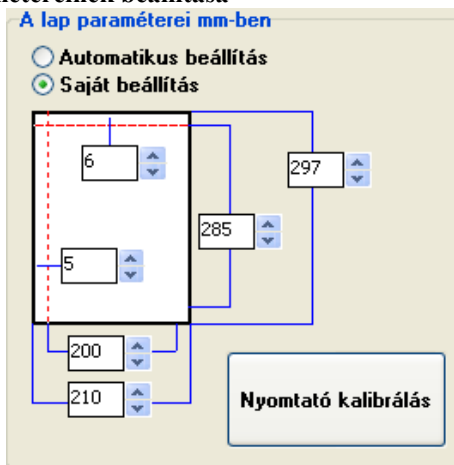 A lap paraméterei mm-ben
Automatikus beállítás
Saját beállítás
6
297
285
5
200
210
Nyomtató kalibrálás